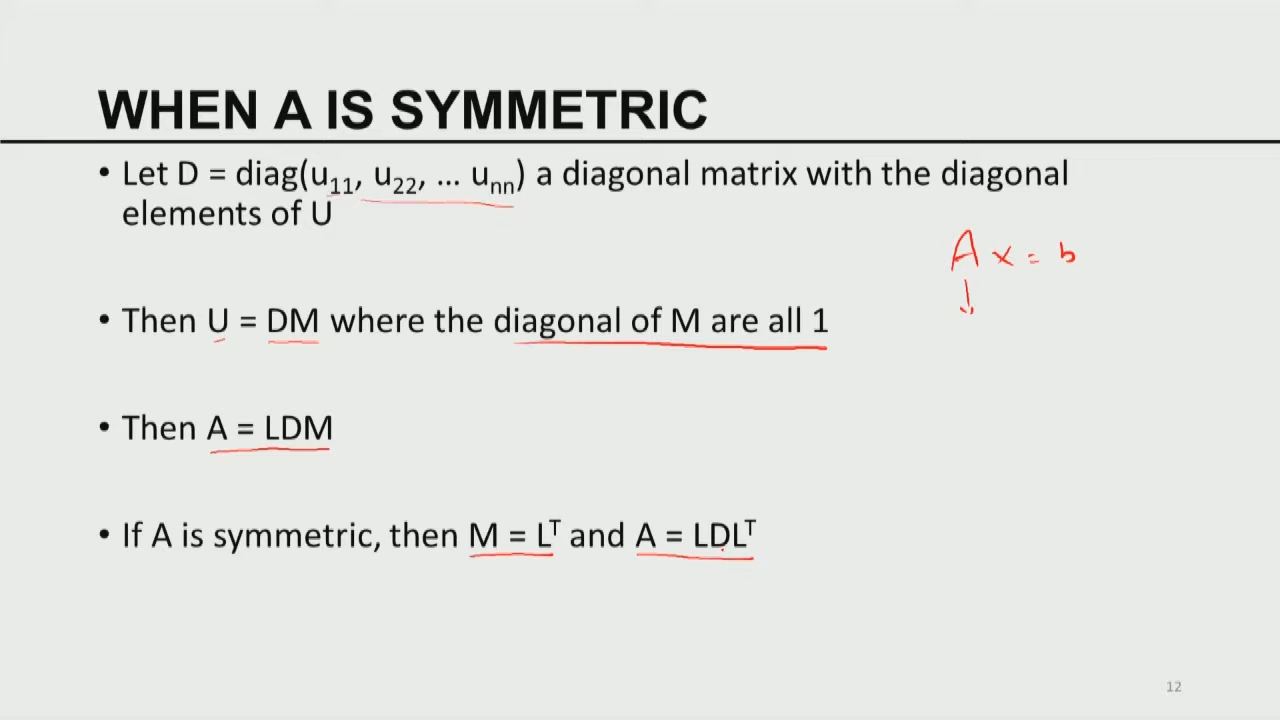 WHEN A IS SYMMETRIC
• Let D = diag(u₁₁, u₂₂, ... uₙₙ) a diagonal matrix with the diagonal
elements of U
A x = b
• Then U = DM where the diagonal of M are all 1
• Then A = LDM
• If A is symmetric, then M = Lᵀ and A = LDLᵀ
12